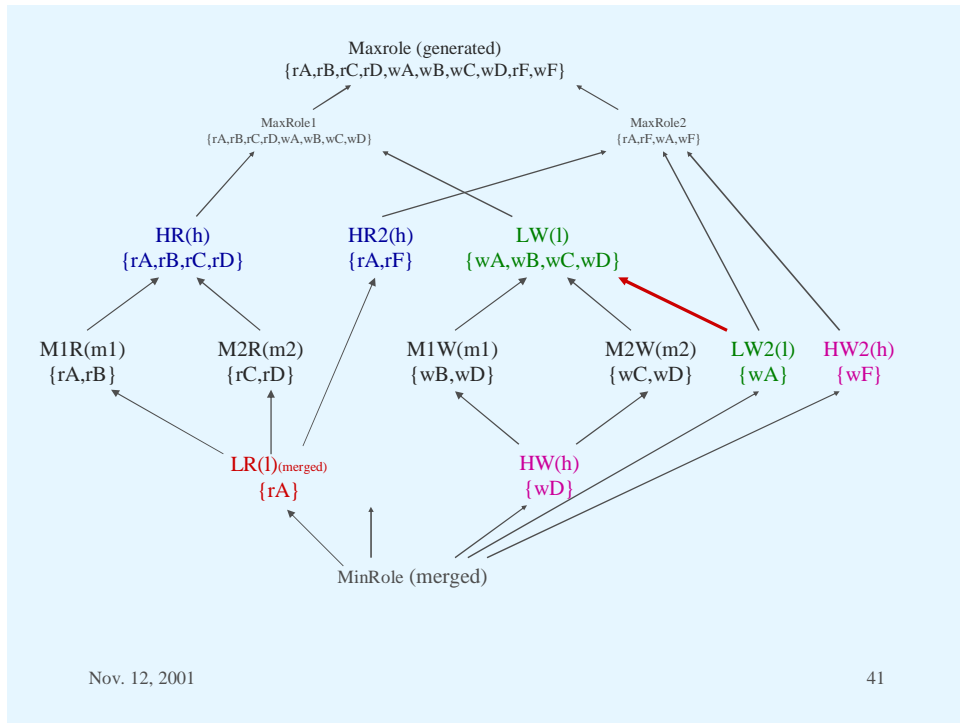 Maxrole (generated)
{rA,rB,rC,rD,wA,wB,wC,wD,rF,wF}
MaxRole1
{rA,rB,rC,rD,wA,wB,wC,wD}
MaxRole2
{rA,rF,wA,wF}
HR(h)
{rA,rB,rC,rD}
HR2(h)
{rA,rF}
LW(l)
{wA,wB,wC,wD}
M1R(m1)
{rA,rB}
M2R(m2)
{rC,rD}
M1W(m1)
{wB,wD}
M2W(m2)
{wC,wD}
LW2(l)
{wA}
HW2(h)
{wF}
LR(l)(merged)
{rA}
HW(h)
{wD}
MinRole (merged)
Nov. 12, 2001
41